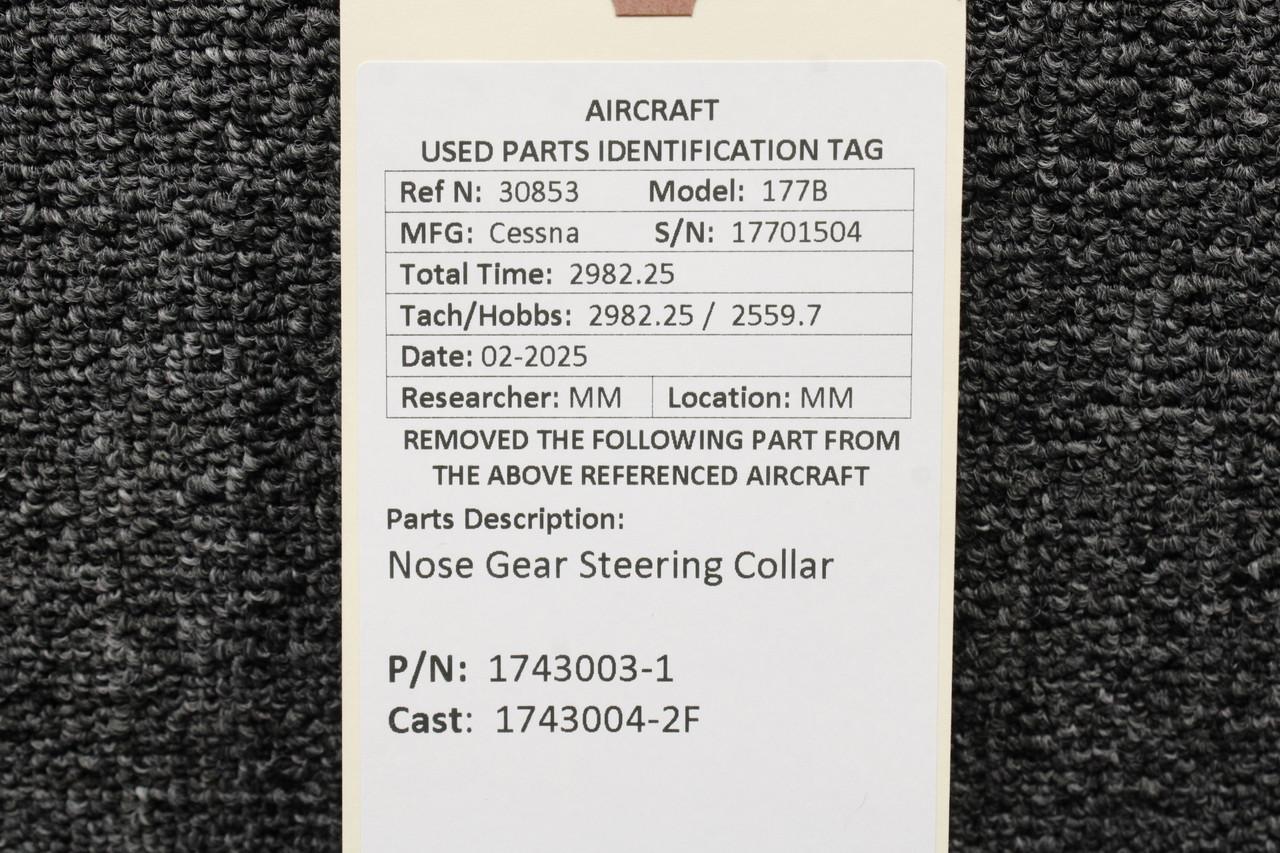 AIRCRAFT
USED PARTS IDENTIFICATION TAG
Ref N: 30853 Model: 177B
MFG: Cessna S/N: 17701504
Total Time: 2982.25
Tach/Hobbs: 2982.25 / 2559.7
Date: 02-2025
Researcher: MM Location: MM
REMOVED THE FOLLOWING PART FROM
THE ABOVE REFERENCED AIRCRAFT
Parts Description:
Nose Gear Steering Collar
P/N: 1743003-1
Cast: 1743004-2F